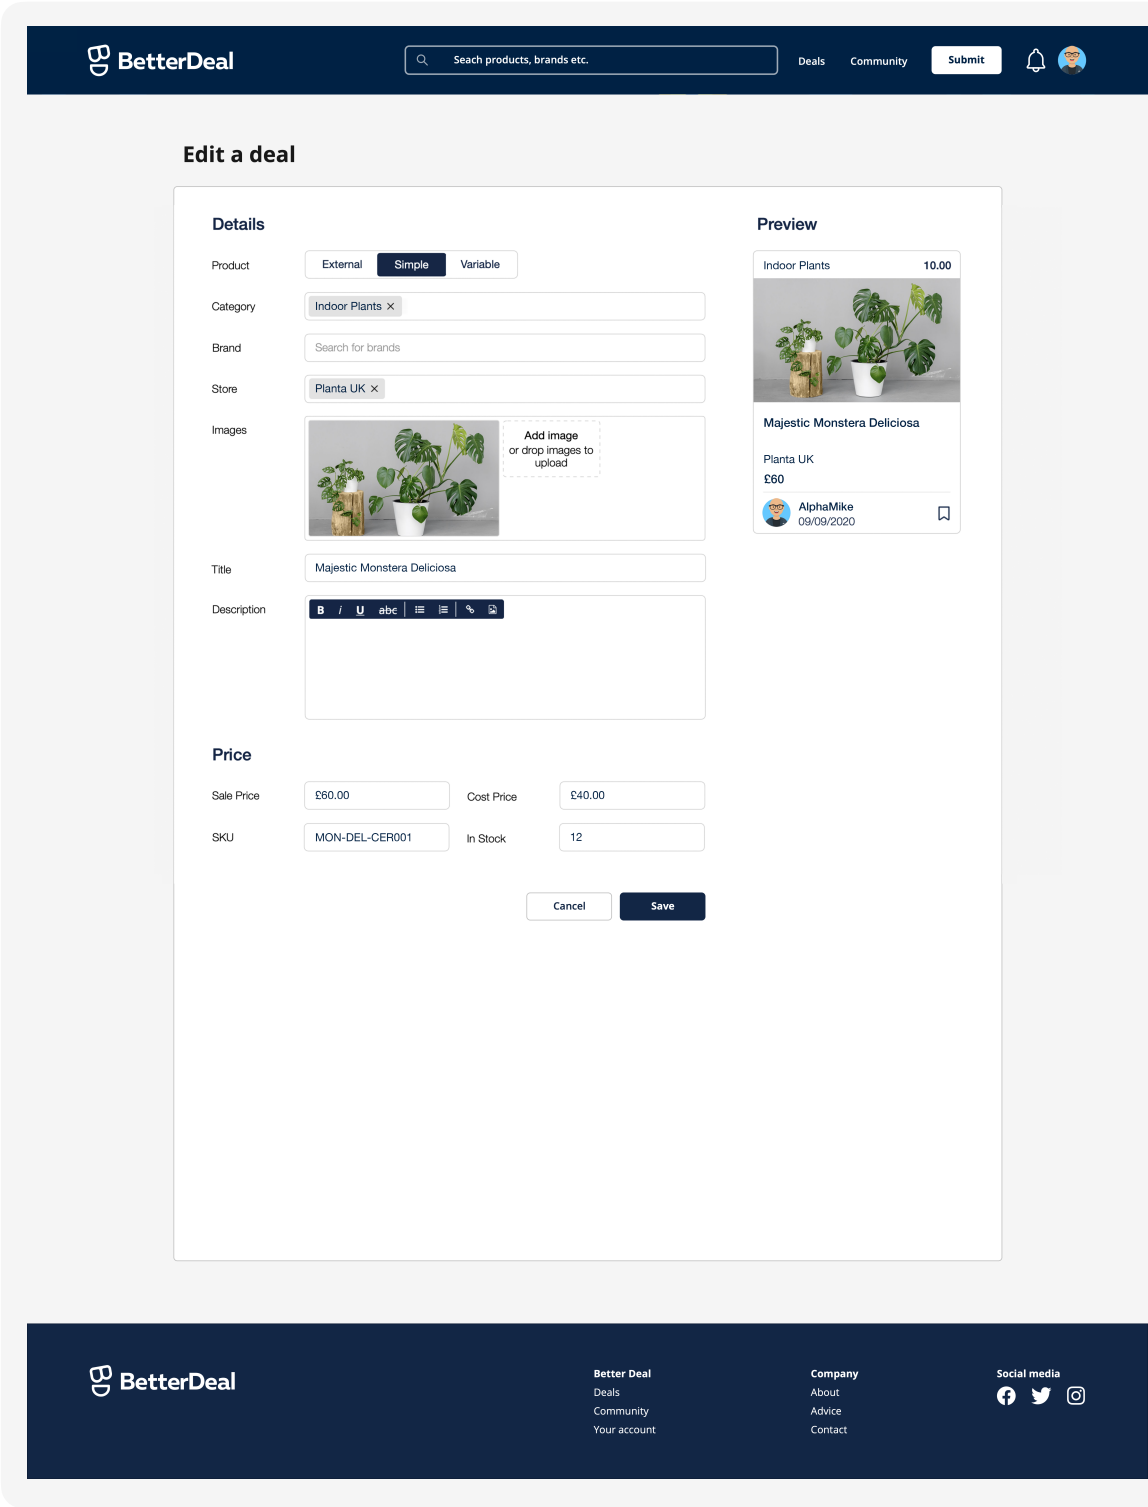 BetterDeal
Seach products, brands etc.
Deals
Community
Submit
Edit a deal
Details
Product
External
Simple
Variable
Category
Indoor Plants
Brand
Search for brands
Store
Planta UK
Images
Add image
or drop images to
upload
Title
Majestic Monstera Deliciosa
Description
B i U abc
Price
Sale Price
£60.00
Cost Price
£40.00
SKU
MON-DEL-CER001
In Stock
12
Cancel
Save
Preview
Indoor Plants
10.00
Majestic Monstera Deliciosa
Planta UK
£60
AlphaMike
09/09/2020
BetterDeal
Better Deal
Deals
Community
Your account
Company
About
Advice
Contact
Social media